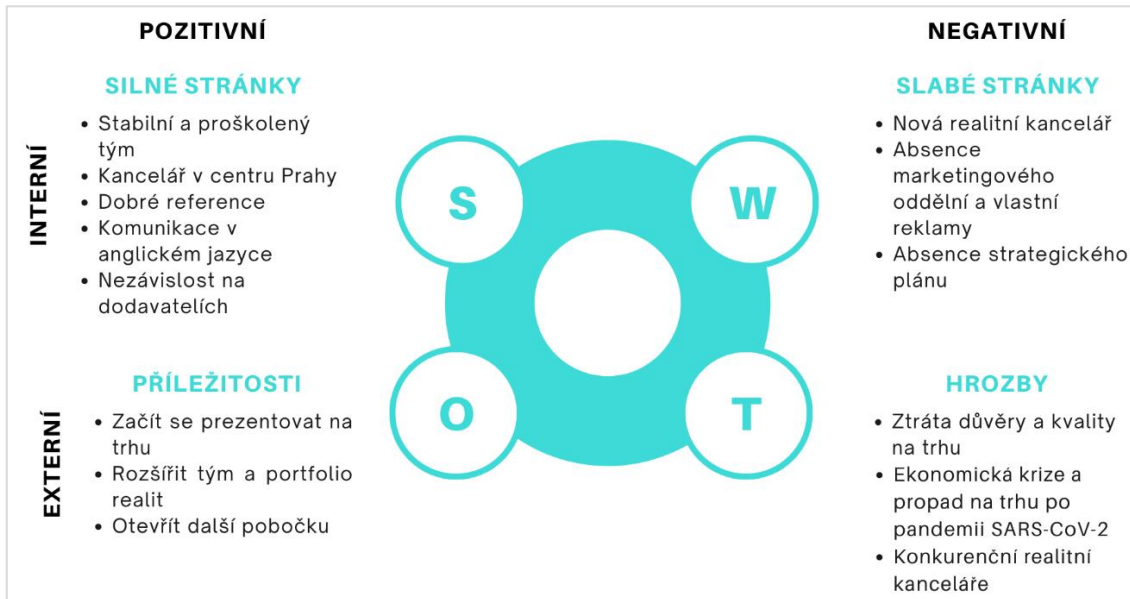 POZITIVNÍ
NEGATIVNÍ
INTERNÍ
SILNÉ STRÁNKY
• Stabilní a proškolený
tým
• Kancelář v centru Prahy
• Dobré reference
• Komunikace v
anglickém jazyce
• Nezávislost na
dodavatelích
S
W
SLABÉ STRÁNKY
• Nová realitní kancelář
• Absence
marketingového
oddělní a vlastní
reklamy
• Absence strategického
plánu
EXTERNÍ
PŘÍLEŽITOSTI
• Začít se prezentovat na
trhu
• Rozšířit tým a portfolio
realit
• Otevřít další pobočku
O
T
HROZBY
• Ztráta důvěry a kvality
na trhu
• Ekonomická krize a
propad na trhu po
pandemii SARS-CoV-2
• Konkurenční realitní
kanceláře